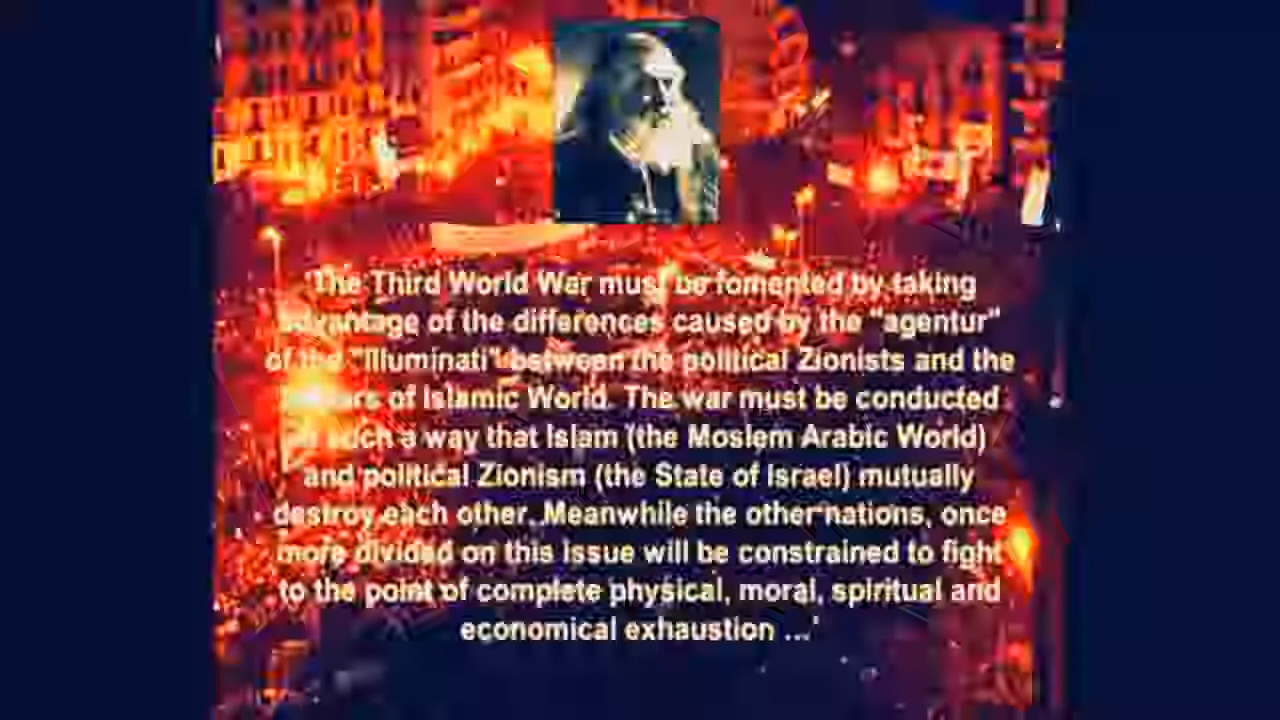 'The Third World War must be fomented by taking
advantage of the differences caused by the "agentur"
of the "Illuminati" between the political Zionists and the
of Islamic World. The war must be conducted
such a way that Islam (the Moslem Arabic World)
and political Zionism (the State of Israel) mutually
destroy each other. Meanwhile the other nations, once
more divided on this issue will be constrained to fight
to the point of complete physical, moral, spiritual and
economical exhaustion ...'